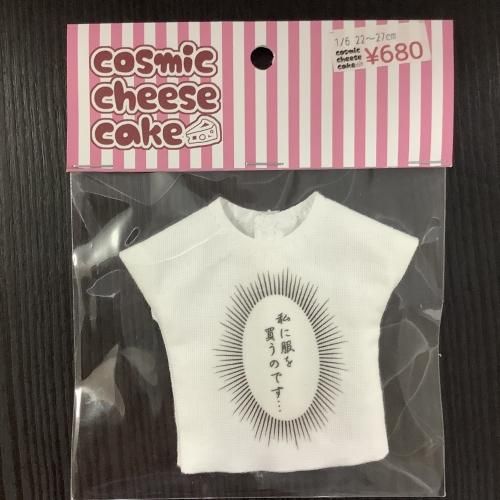 cosmic
cheese
cake
1/6 22~27cm
cosmic
cheese
cake
¥680
私に服を
買うのです…